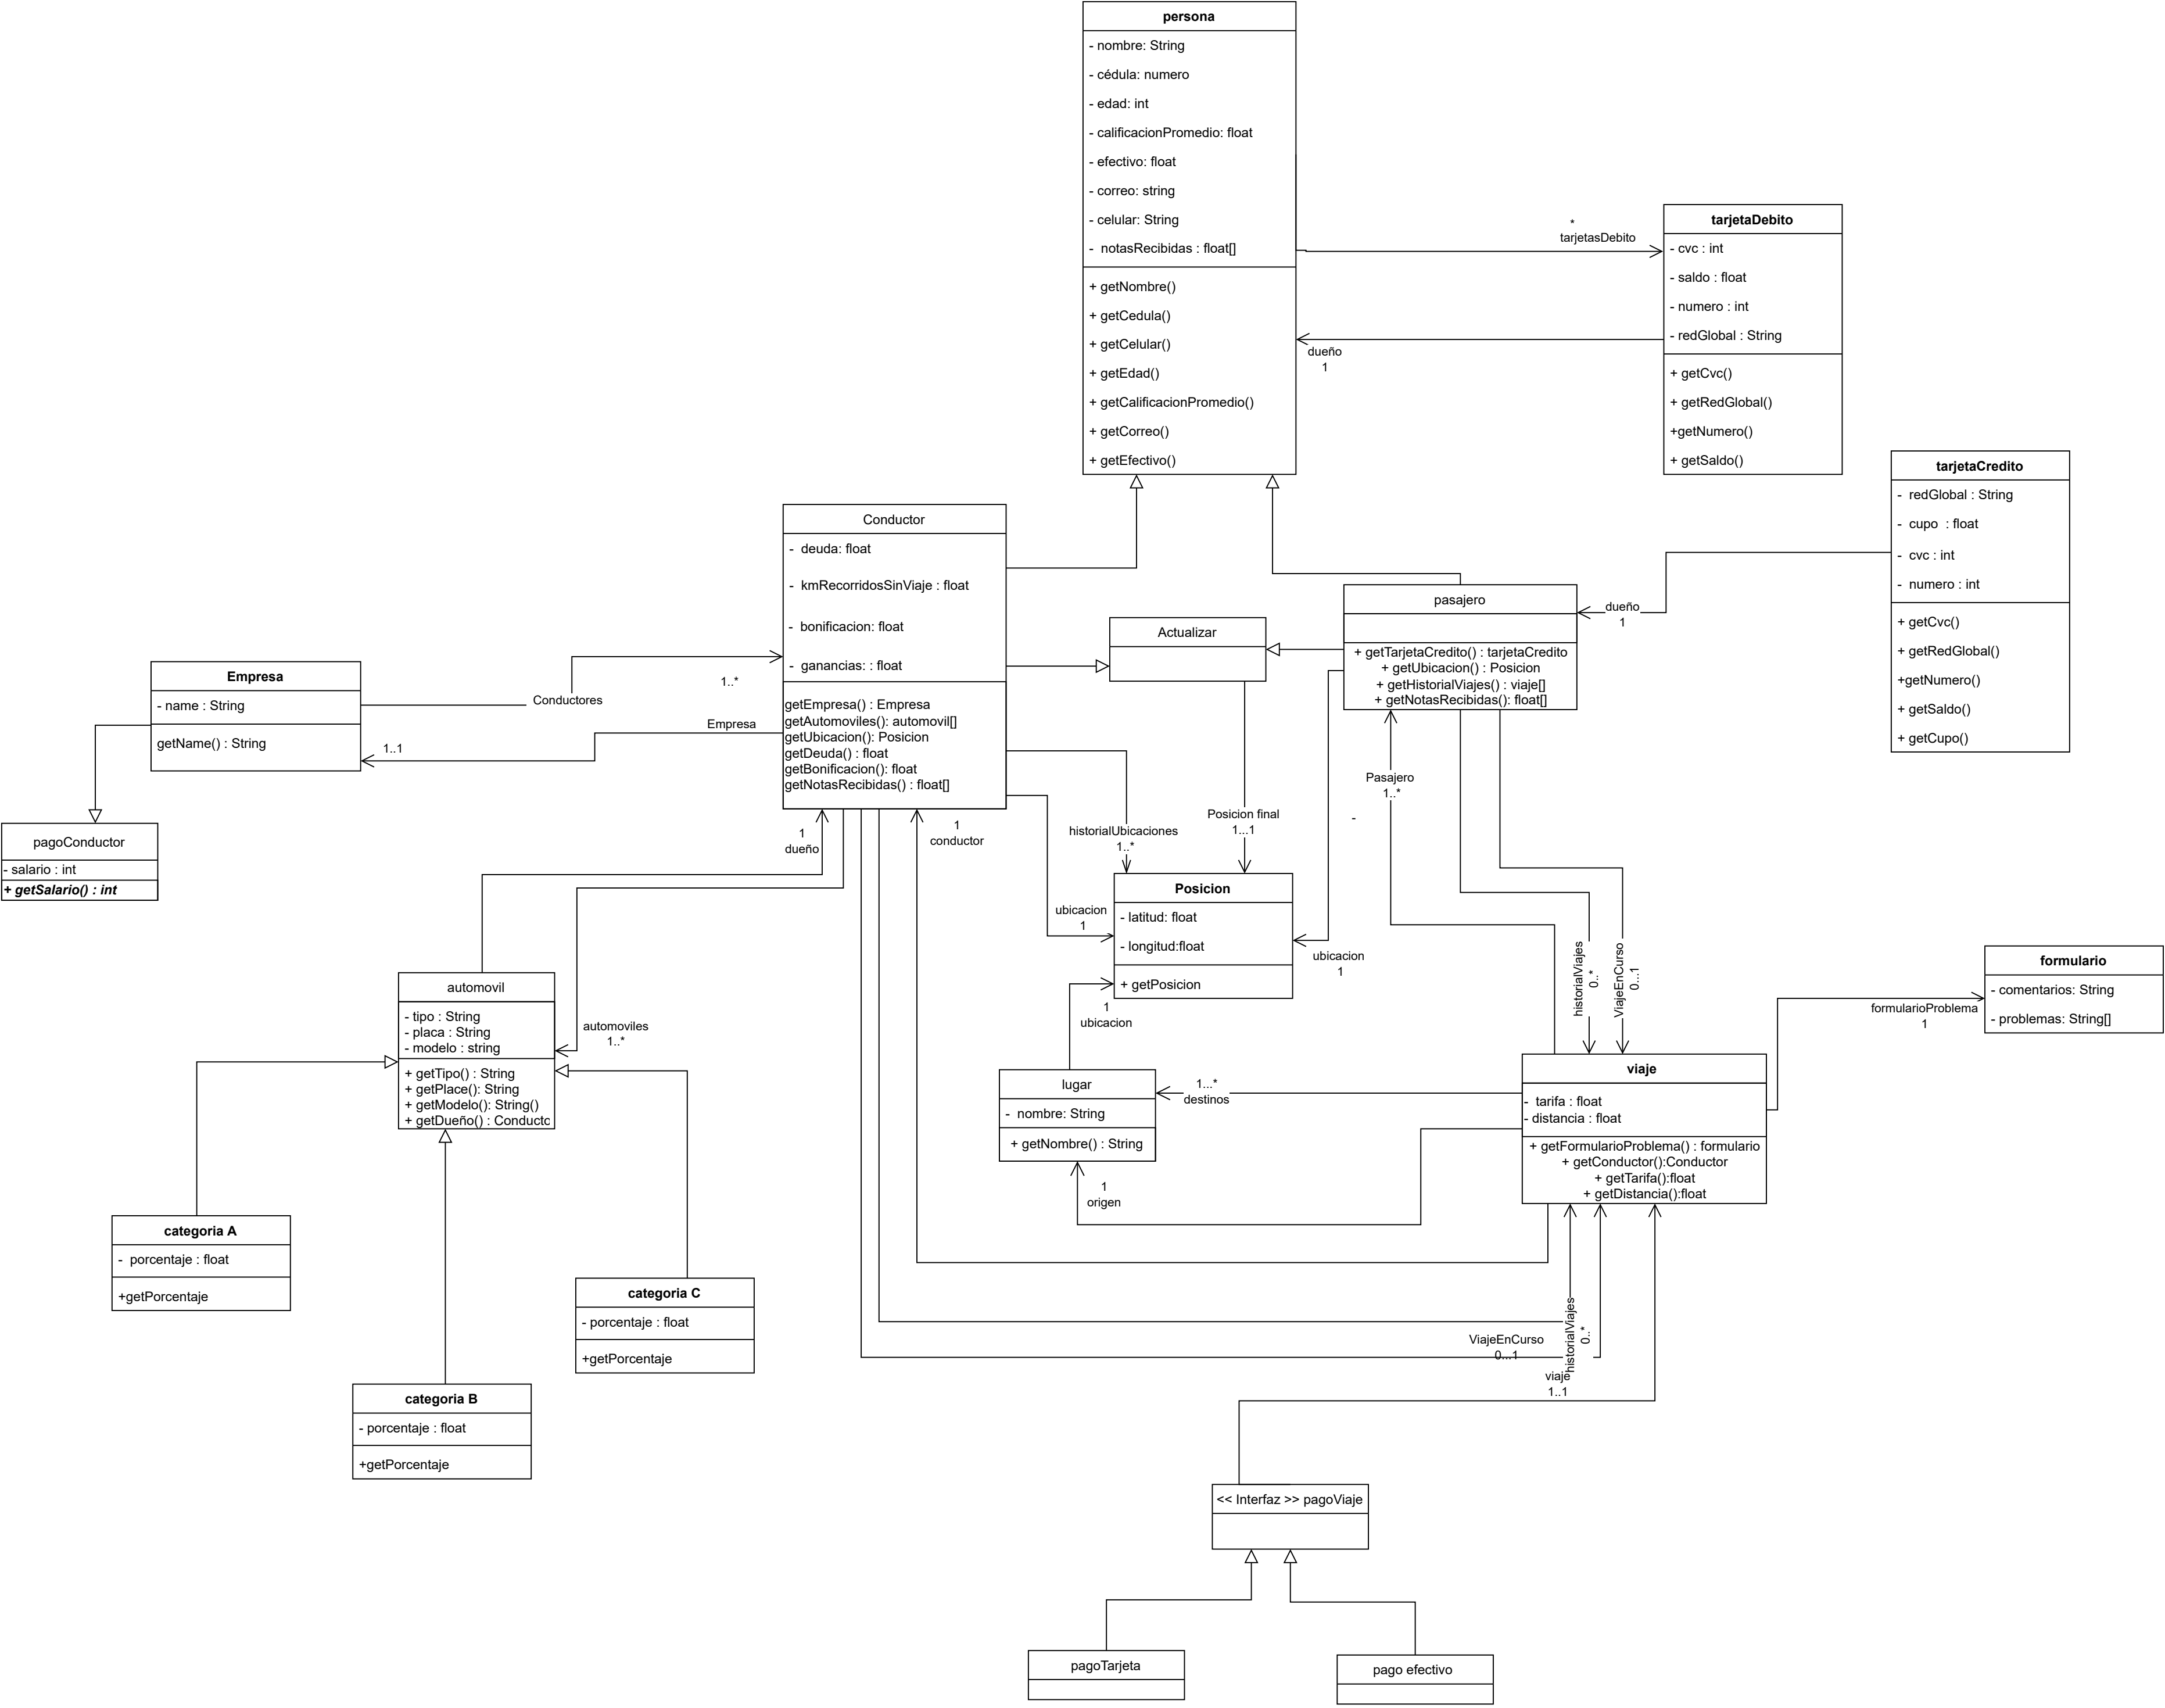 persona
- nombre: String
- cédula: numero
- edad: int
- calificacionPromedio: float
- efectivo: float
- correo: string
- celular: String
- notasRecibidas : float[]
+ getNombre()
+ getCedula()
+ getCelular()
+ getEdad()
+ getCalificacionPromedio()
+ getCorreo()
+ getEfectivo()
*
tarjetasDebito
dueño
1
tarjetaDebito
- cvc : int
- saldo : float
- numero : int
- redGlobal : String
+ getCvc()
+ getRedGlobal()
+getNumero()
+ getSaldo()
tarjetaCredito
- redGlobal : String
- cupo : float
- cvc : int
- numero : int
+ getCvc()
+ getRedGlobal()
+getNumero()
+ getSaldo()
+ getCupo()
dueño
1
Conductor
- deuda: float
- kmRecorridosSinViaje : float
- bonificacion: float
- ganancias: : float
getEmpresa() : Empresa
getAutomoviles(): automovil[]
getUbicacion(): Posicion
getDeuda() : float
getBonificacion(): float
getNotasRecibidas() : float[]
Actualizar
pasajero
+ getTarjetaCredito() : tarjetaCredito
+ getUbicacion() : Posicion
+ getHistorialViajes() : viaje[]
+ getNotasRecibidas(): float[]
Empresa
- name : String
getName() : String
Conductores
1..*
Empresa
1..1
pagoConductor
- salario : int
+ getSalario() : int
1
dueño
1
conductor
historialUbicaciones
1..*
Posicion final
1...1
-
Pasajero
1..*
Posicion
- latitud: float
- longitud:float
+ getPosicion
ubicacion
1
ubicacion
1
1
ubicacion
historialViajes
0..*
ViajeEnCurso
0...1
formulario
- comentarios: String
- problemas: String[]
formularioProblema
1
automovil
- tipo : String
- placa : String
- modelo : string
+ getTipo() : String
+ getPlace(): String
+ getModelo(): String()
+ getDueño() : Conductc
automoviles
1..*
lugar
- nombre: String
+ getNombre() : String
1...*
destinos
1
origen
viaje
- tarifa : float
- distancia : float
+ getFormularioProblema() : formulario
+ getConductor():Conductor
+ getTarifa():float
+ getDistancia():float
categoria A
- porcentaje : float
+getPorcentaje
categoria C
- porcentaje : float
+getPorcentaje
categoria B
- porcentaje : float
+getPorcentaje
ViajeEnCurso
0...1
historialViajes
0..*
viaje
1..1
<< Interfaz >> pagoViaje
pagoTarjeta
pago efectivo